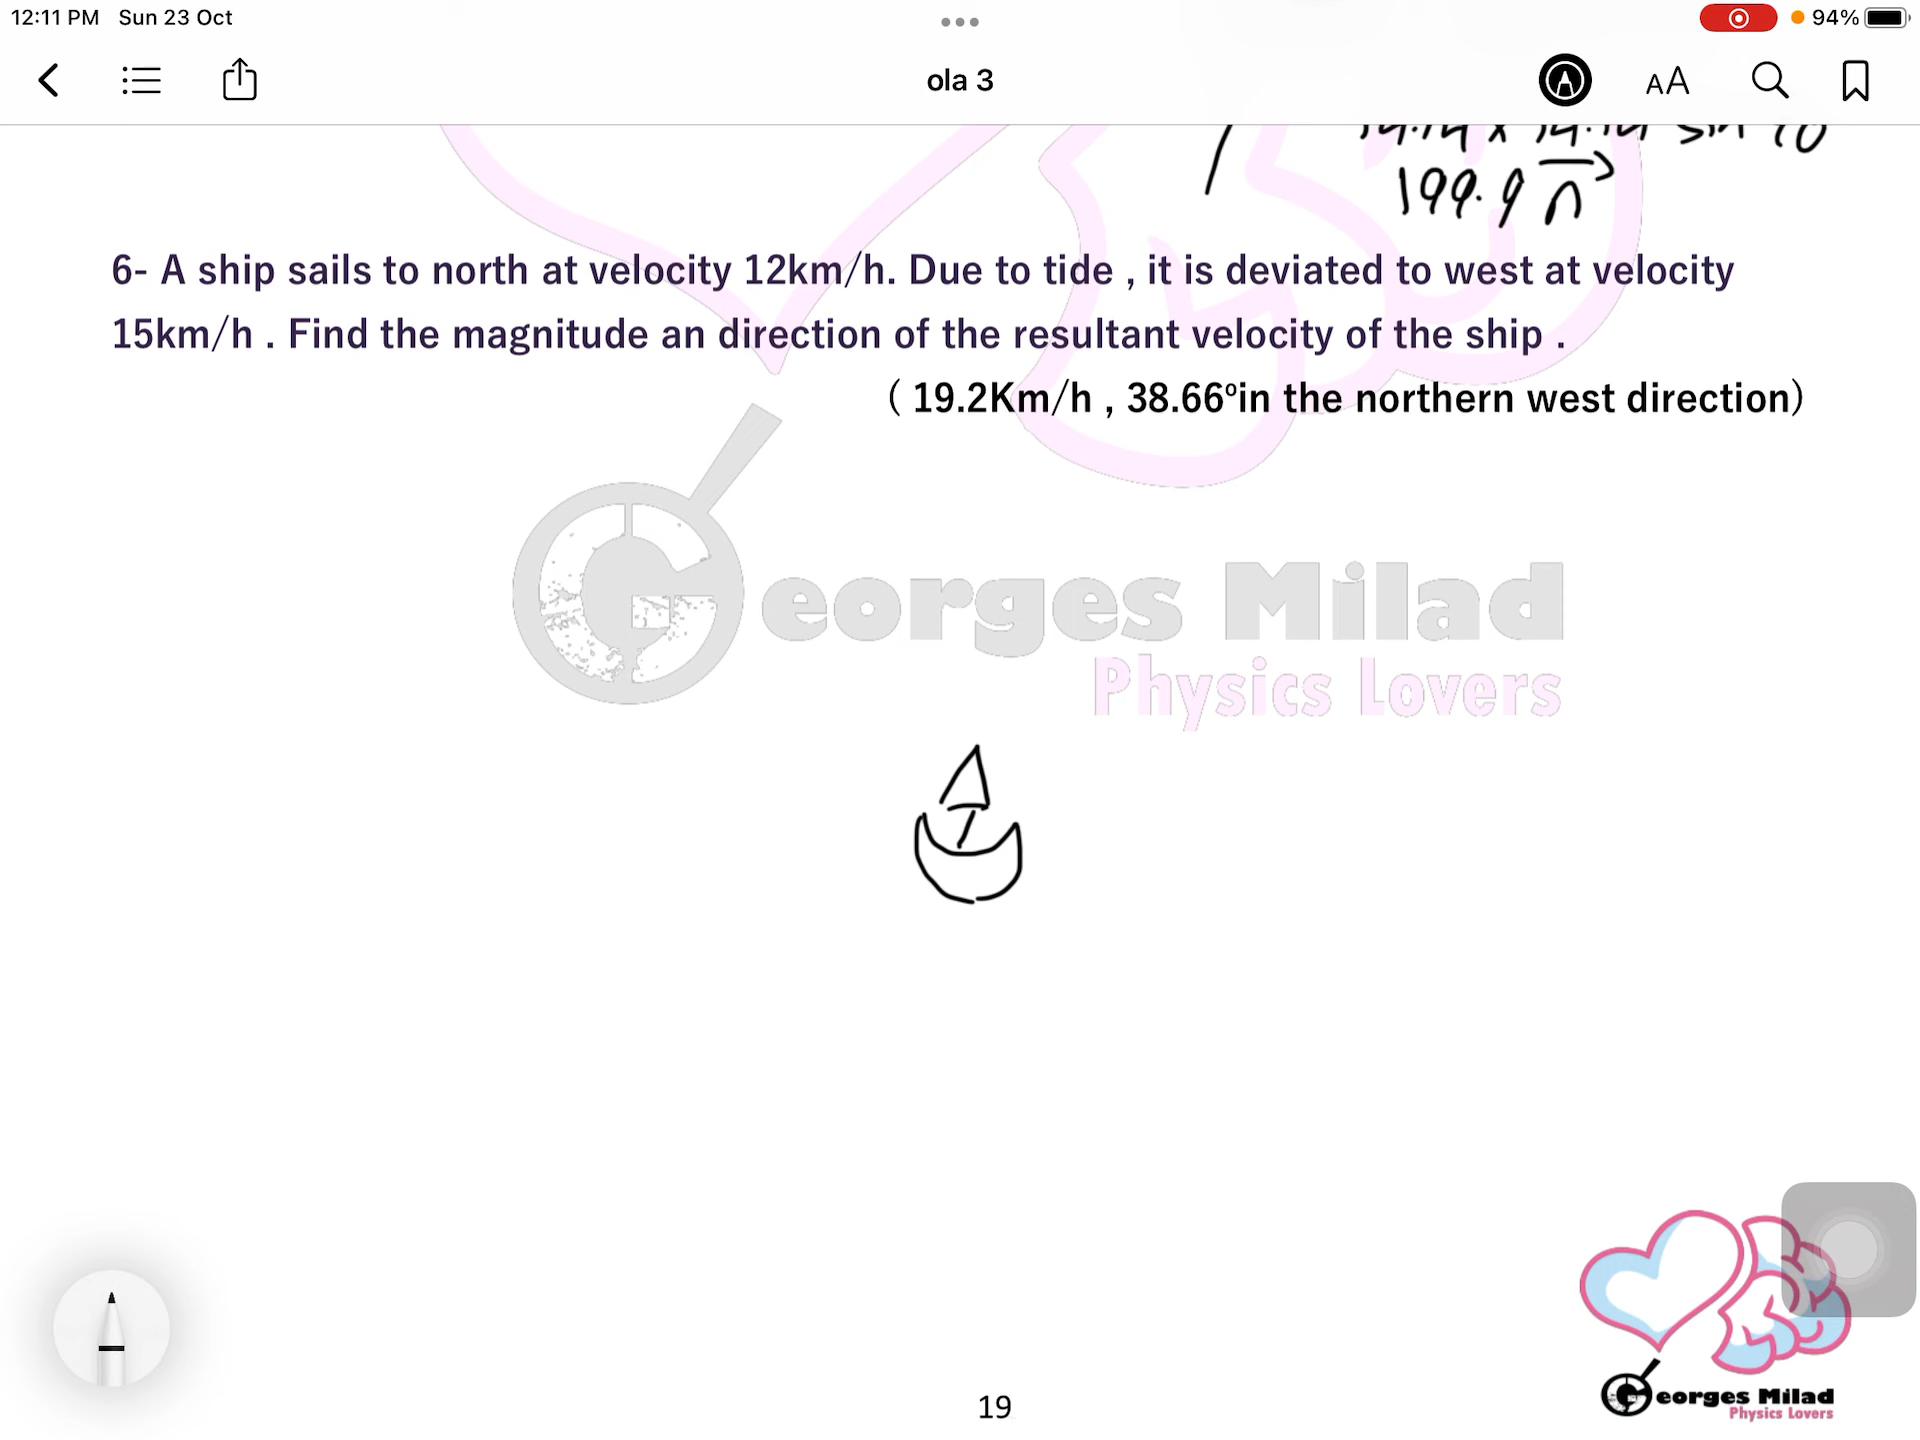 12:11 PM Sun 23 Oct
94%
ola 3
AA
199.9 n
6- A ship sails to north at velocity 12km/h. Due to tide , it is deviated to west at velocity
15km/h . Find the magnitude an direction of the resultant velocity of the ship .
( 19.2Km/h , 38.66ºin the northern west direction)
Georges Milad
Physics Lovers
Georges Milad
Physics Lovers
19